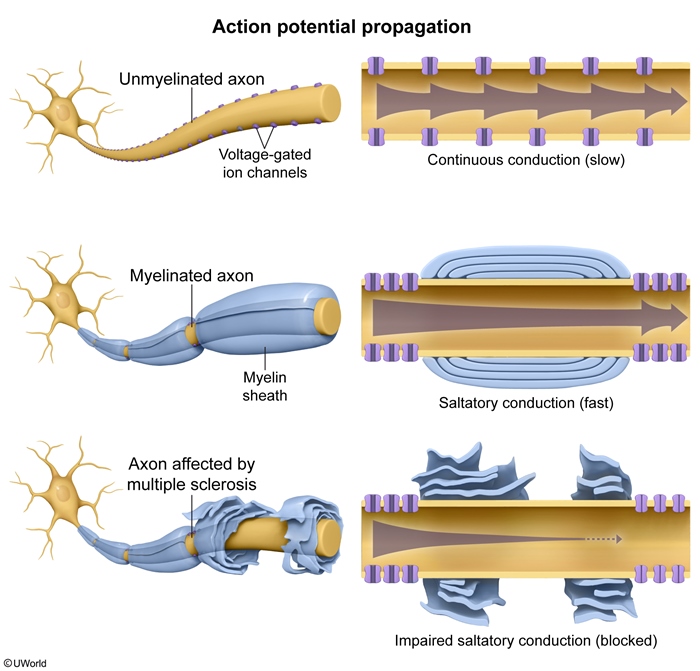 Action potential propagation
Unmyelinated axon
Voltage-gated
ion channels
Continuous conduction (slow)
Myelinated axon
Myelin
sheath
Saltatory conduction (fast)
Axon affected by
multiple sclerosis
Impaired saltatory conduction (blocked)
©UWorld